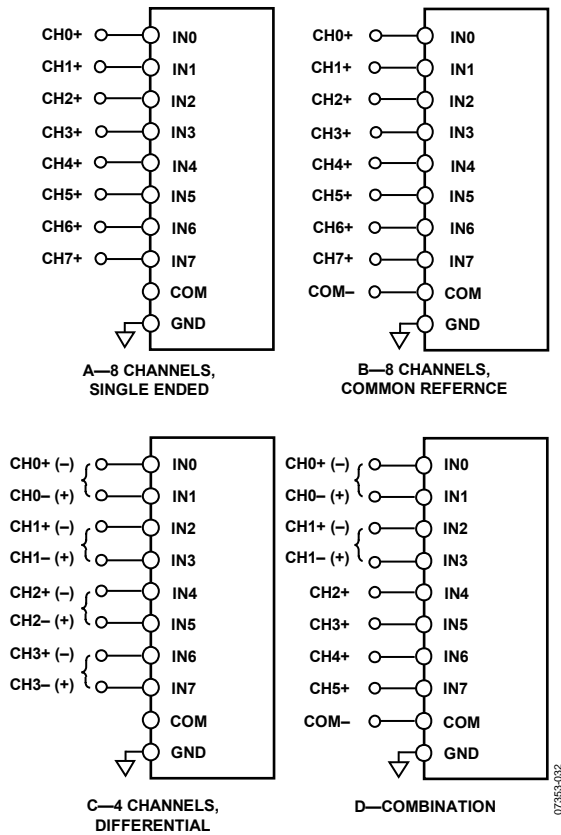 CH0+ IN0
CH1+ IN1
CH2+ IN2
CH3+ IN3
CH4+ IN4
CH5+ IN5
CH6+ IN6
CH7+ IN7
COM
GND
A—8 CHANNELS,
SINGLE ENDED
CH0+ IN0
CH1+ IN1
CH2+ IN2
CH3+ IN3
CH4+ IN4
CH5+ IN5
CH6+ IN6
CH7+ IN7
COM– COM
GND
B—8 CHANNELS,
COMMON REFERNCE
CH0+ (–) IN0
CH0– (+) IN1
CH1+ (–) IN2
CH1– (+) IN3
CH2+ (–) IN4
CH2– (+) IN5
CH3+ (–) IN6
CH3– (+) IN7
COM
GND
C—4 CHANNELS,
DIFFERENTIAL
CH0+ (–) IN0
CH0– (+) IN1
CH1+ (–) IN2
CH1– (+) IN3
CH2+ IN4
CH3+ IN5
CH4+ IN6
CH5+ IN7
COM– COM
GND
D—COMBINATION
07353-032